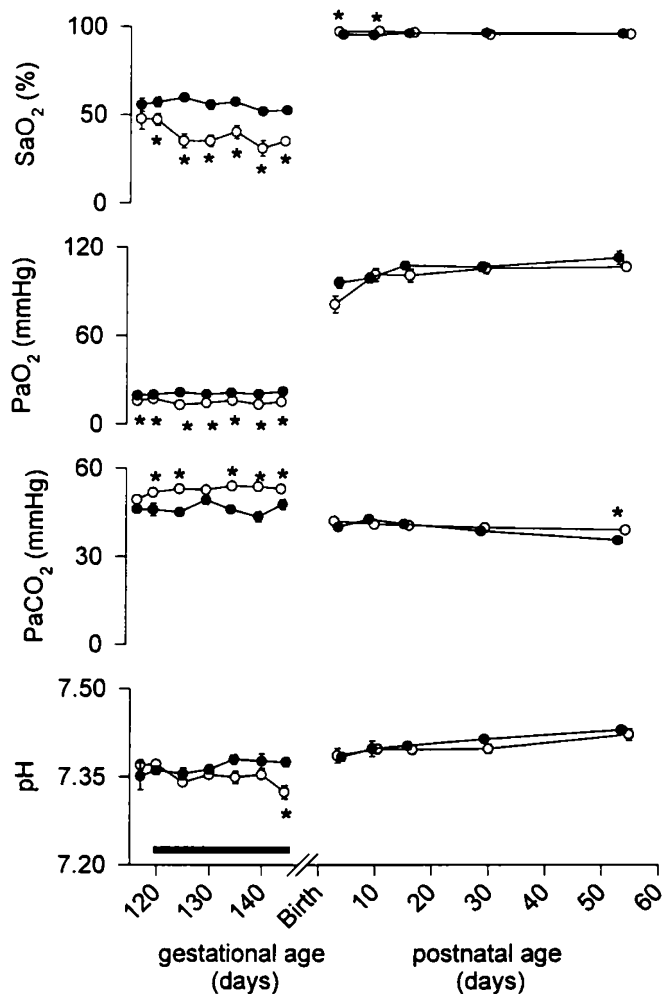 SaO2 (%)
100
50
0
* *
* * * * * *
PaO2 (mmHg)
120
60
0
* * * * * * *
PaCO2 (mmHg)
60
30
0
* * * * *
*
pH
7.50
7.35
7.20
*
120 130 140 Birth 10 20 30 40 50 60
gestational age postnatal age
(days) (days)